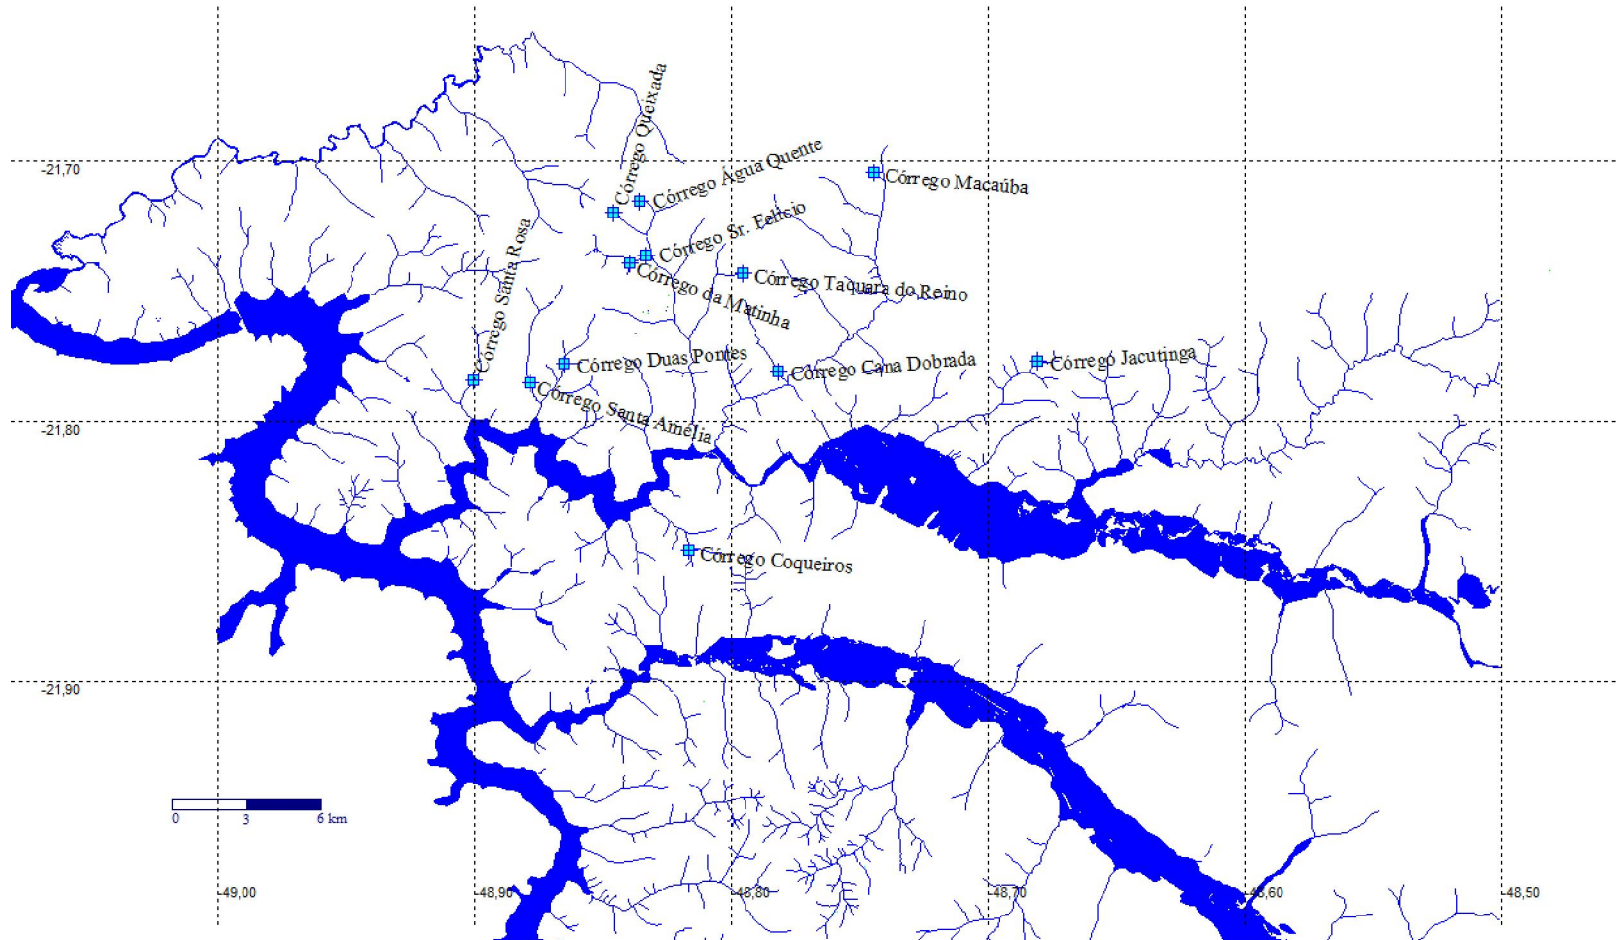 Córrego Queixada
Córrego Água Quente
-21,70
Córrego Macaúba
Córrego Sr. Felício
Córrego Santa Rosa
Córrego da Matinha
Córrego Taquara do Reino
Córrego Duas Pontes
Córrego Cana Dobrada
Córrego Jacutinga
Córrego Santa Amélia
-21,80
Córrego Coqueiros
-21,90
0 3 6 km
-49,00 -48,90 -48,80 -48,70 -48,60 -48,50